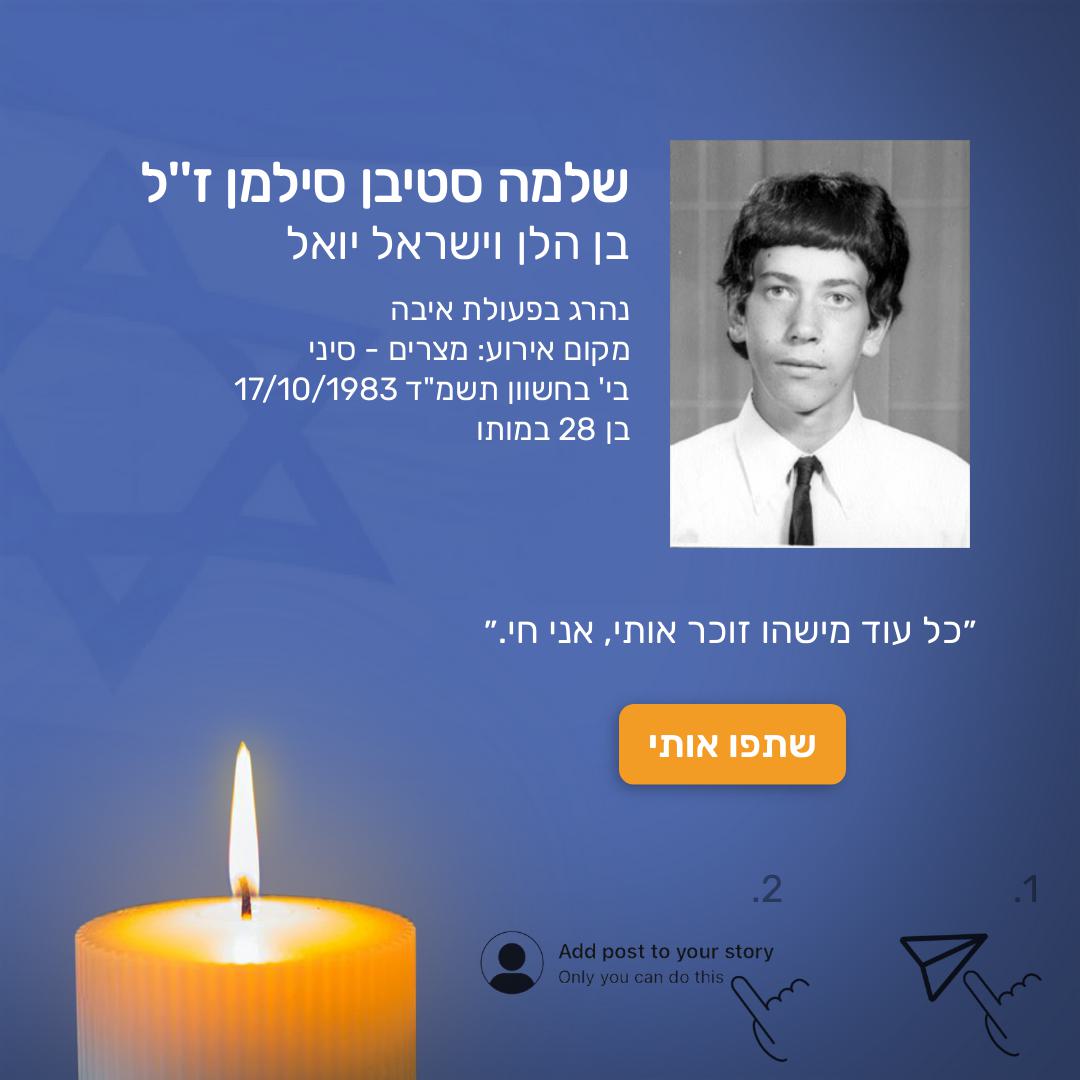 שלמה סטיבן סילמן ז"ל
בן הלן וישראל יואל
נהרג בפעולת איבה
מקום אירוע: מצרים - סיני
בי' בחשוון תשמ"ד 17/10/1983
בן 28 במותו
״כל עוד מישהו זוכר אותי, אני חי.״
שתפו אותי
.1
.2
Add post to your story
Only you can do this